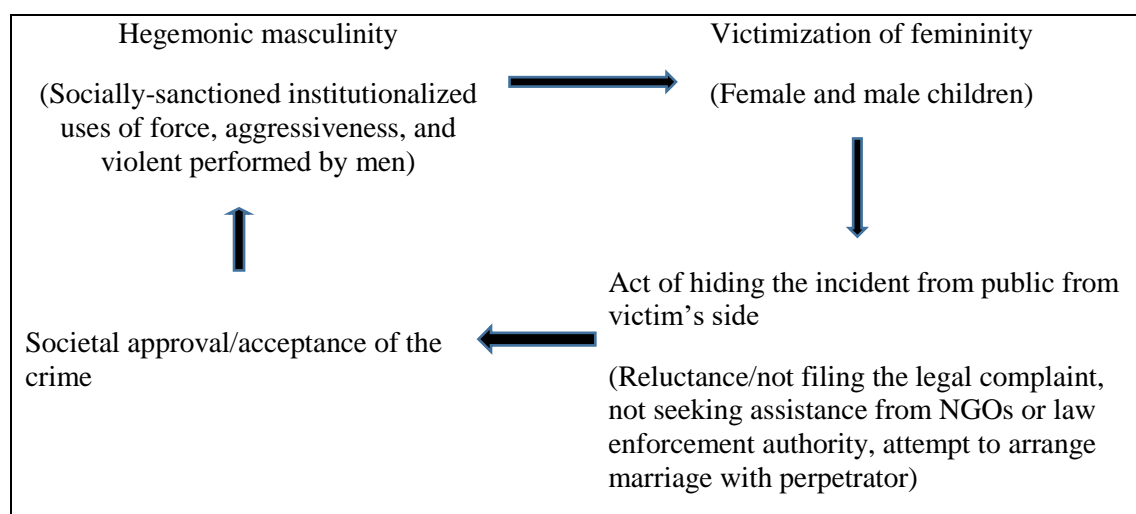 Hegemonic masculinity
(Socially-sanctioned institutionalized
uses of force, aggressiveness, and
violent performed by men)
Victimization of femininity
(Female and male children)
Act of hiding the incident from public from
victim’s side
(Reluctance/not filing the legal complaint,
not seeking assistance from NGOs or law
enforcement authority, attempt to arrange
marriage with perpetrator)
Societal approval/acceptance of the
crime